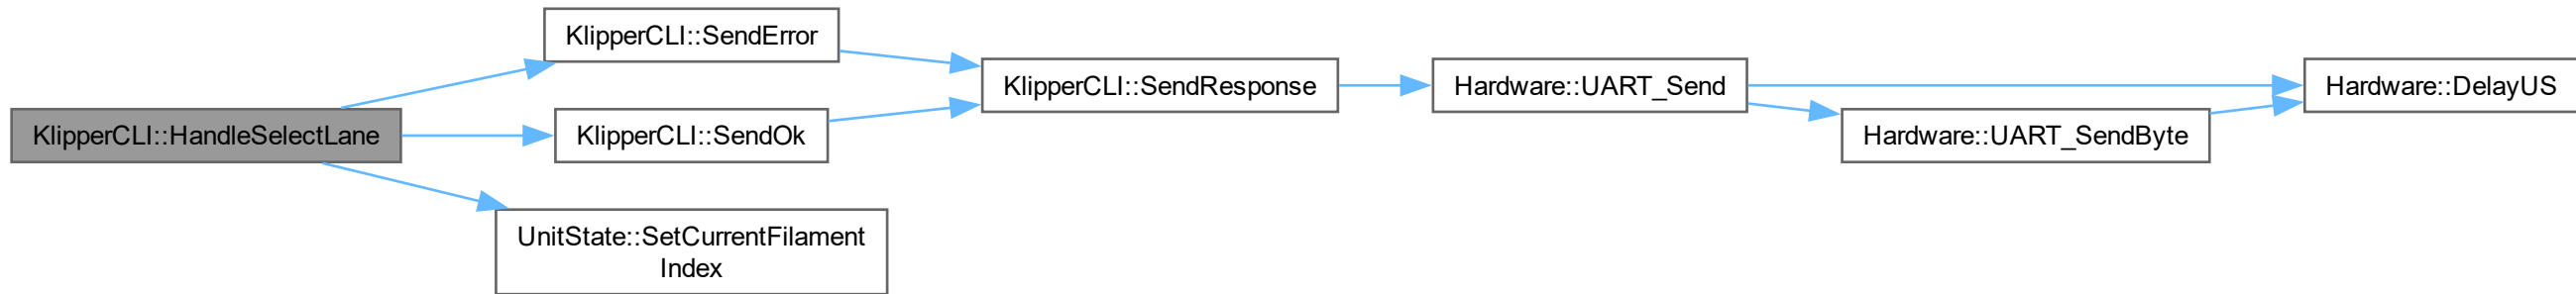 KlipperCLI::HandleSelectLane
KlipperCLI::SendError
KlipperCLI::SendOk
UnitState::SetCurrentFilament
Index
KlipperCLI::SendResponse
Hardware::UART_Send
Hardware::UART_SendByte
Hardware::DelayUS